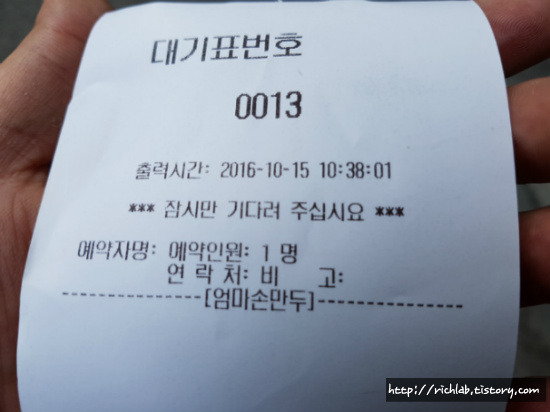 대기표번호
0013
출력시간: 2016-10-15 10:38:01
*** 잠시만 기다려 주십시요 ***
예약자명: 예약인원: 1 명
연 락 처: 비 고:
----------------[엄마손만두]----------------
http://richlab.tistory.com